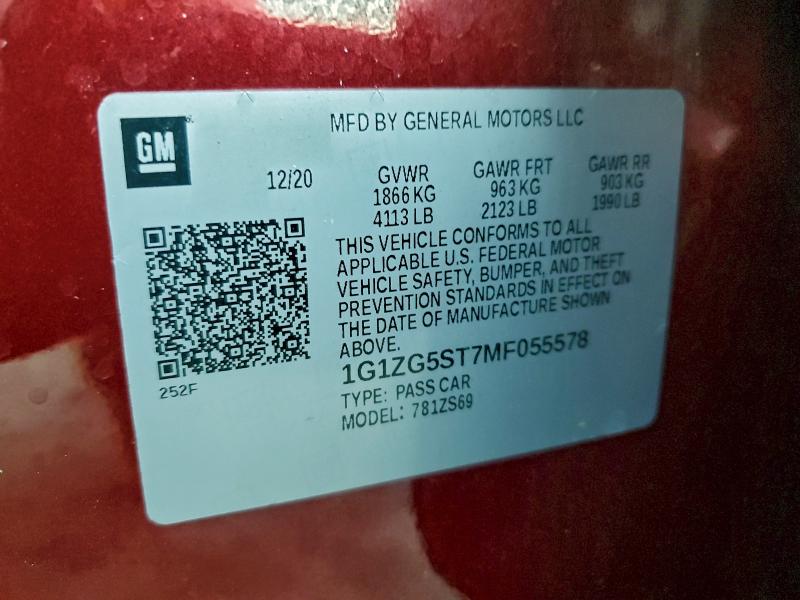 GM
MFD BY GENERAL MOTORS LLC
12/20
GVWR
1866 KG
4113 LB
GAWR FRT
963 KG
2123 LB
GAWR RR
903 KG
1990 LB
THIS VEHICLE CONFORMS TO ALL
APPLICABLE U.S. FEDERAL MOTOR
VEHICLE SAFETY, BUMPER, AND THEFT
PREVENTION STANDARDS IN EFFECT ON
THE DATE OF MANUFACTURE SHOWN
ABOVE.
1G1ZG5ST7MF055578
TYPE: PASS CAR
MODEL: 781ZS69
252F